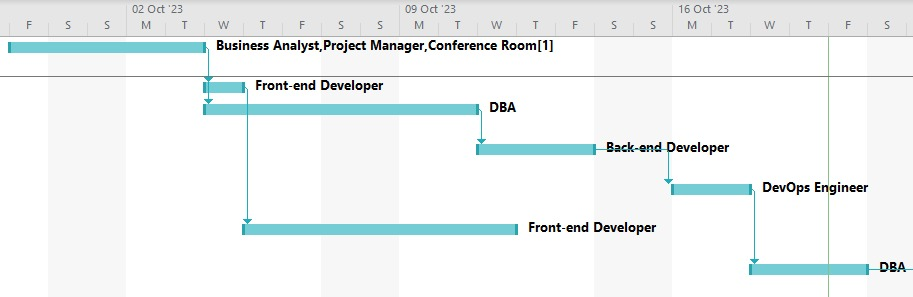 02 Oct '23 09 Oct '23 16 Oct '23
F S S M T W T F S S M T W T F S S M T W T F S
Business Analyst,Project Manager,Conference Room[1]
Front-end Developer
DBA
Back-end Developer
DevOps Engineer
Front-end Developer
DBA